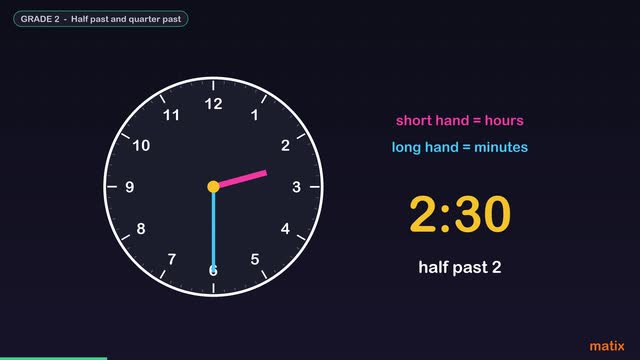 GRADE 2 - Half past and quarter past
12
11
1
10
2
9
3
8
4
7
5
6
short hand = hours
long hand = minutes
2:30
half past 2
matix